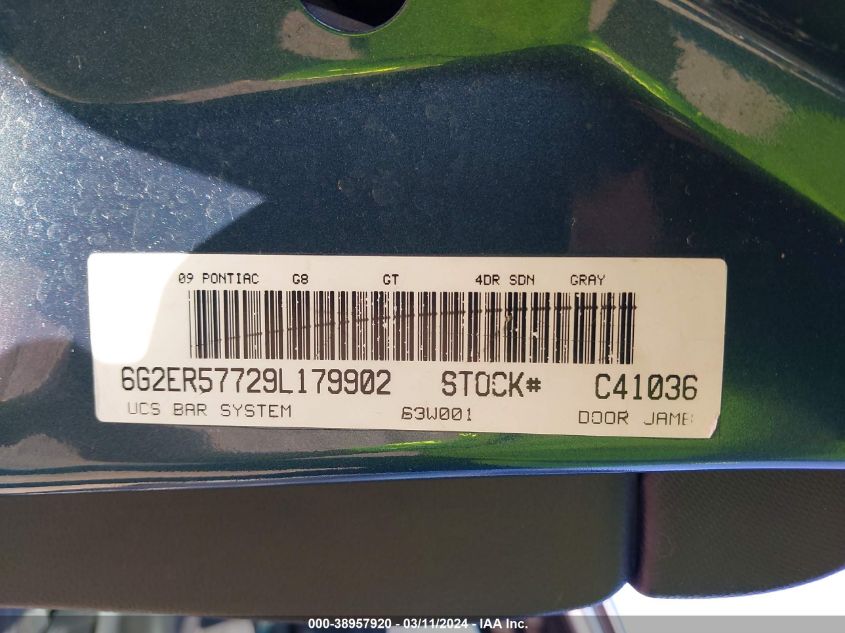 09 PONTIAC G8 GT 4DR SDN GRAY
6G2ER57729L179902 STOCK# C41036
UCS BAR SYSTEM 63W001 DOOR JAMB
000-38957920 - 03/11/2024 - IAA Inc.